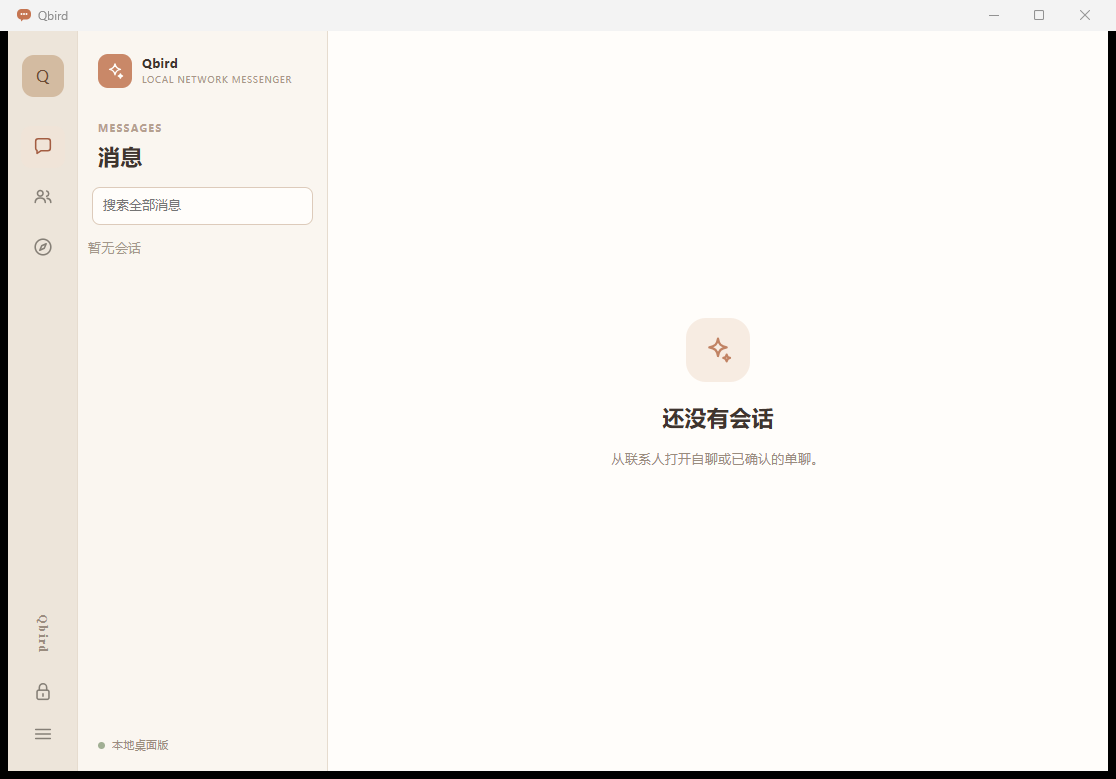 Qbird
Q
Qbird
LOCAL NETWORK MESSENGER
MESSAGES
消息
搜索全部消息
暂无会话
还没有会话
从联系人打开自聊或已确认的单聊。
Qbird
本地桌面版